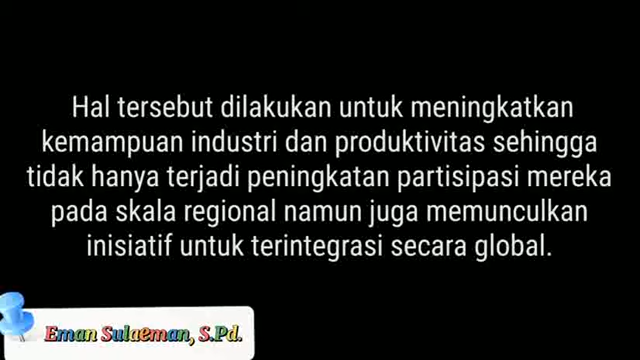 Hal tersebut dilakukan untuk meningkatkan
kemampuan industri dan produktivitas sehingga
tidak hanya terjadi peningkatan partisipasi mereka
pada skala regional namun juga memunculkan
inisiatif untuk terintegrasi secara global.
Eman Sulaeman, S.Pd.